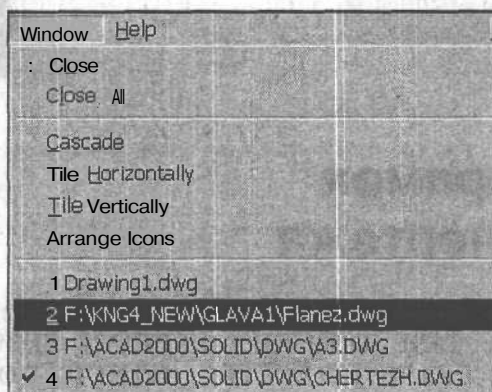 Window Help
: Close
Close All
Cascade
Tile Horizontally
Tile Vertically
Arrange Icons
1 Drawing1.dwg
2 F:\KNG4_NEW\GLAVA1\Flanez.dwg
3 F:\ACAD2000\SOLID\DWG\A3.DWG
✓ 4 F:\ACAD2000\SOLID\DWG\CHERTEZH.DWG